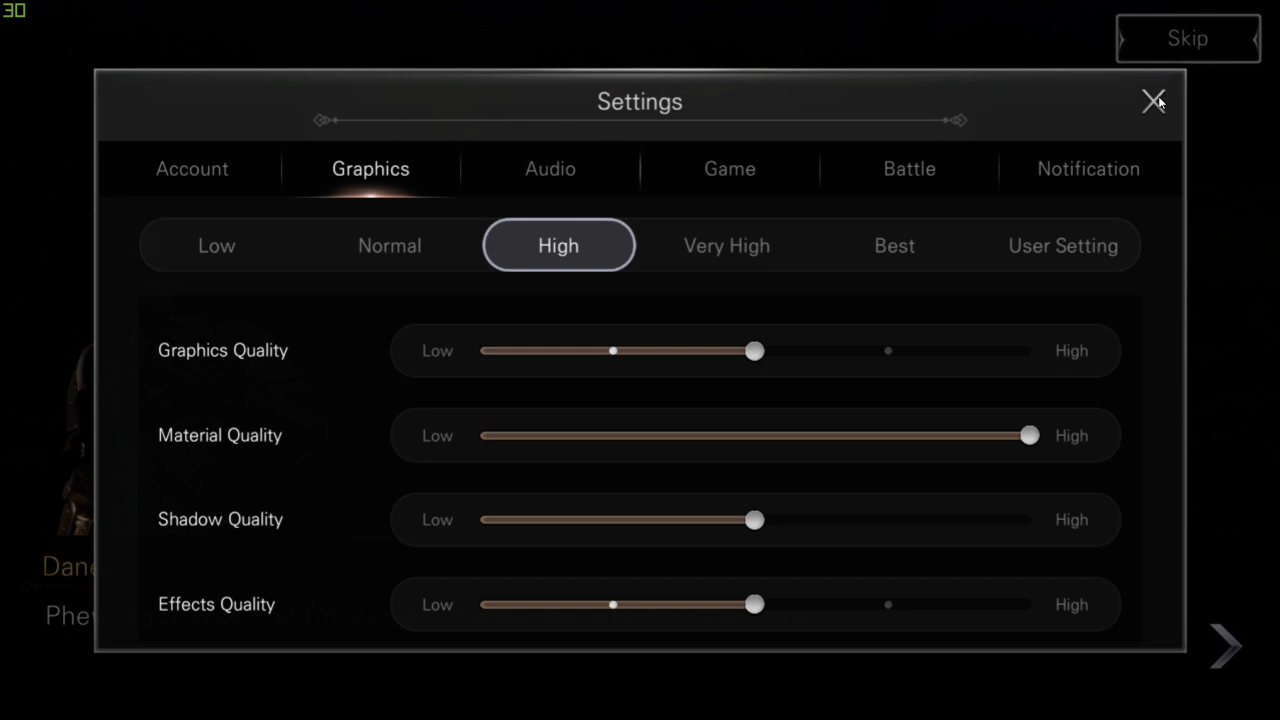 30
Skip
Settings
Account Graphics Audio Game Battle Notification
Low Normal High Very High Best User Setting
Graphics Quality Low High
Material Quality Low High
Shadow Quality Low High
Effects Quality Low High